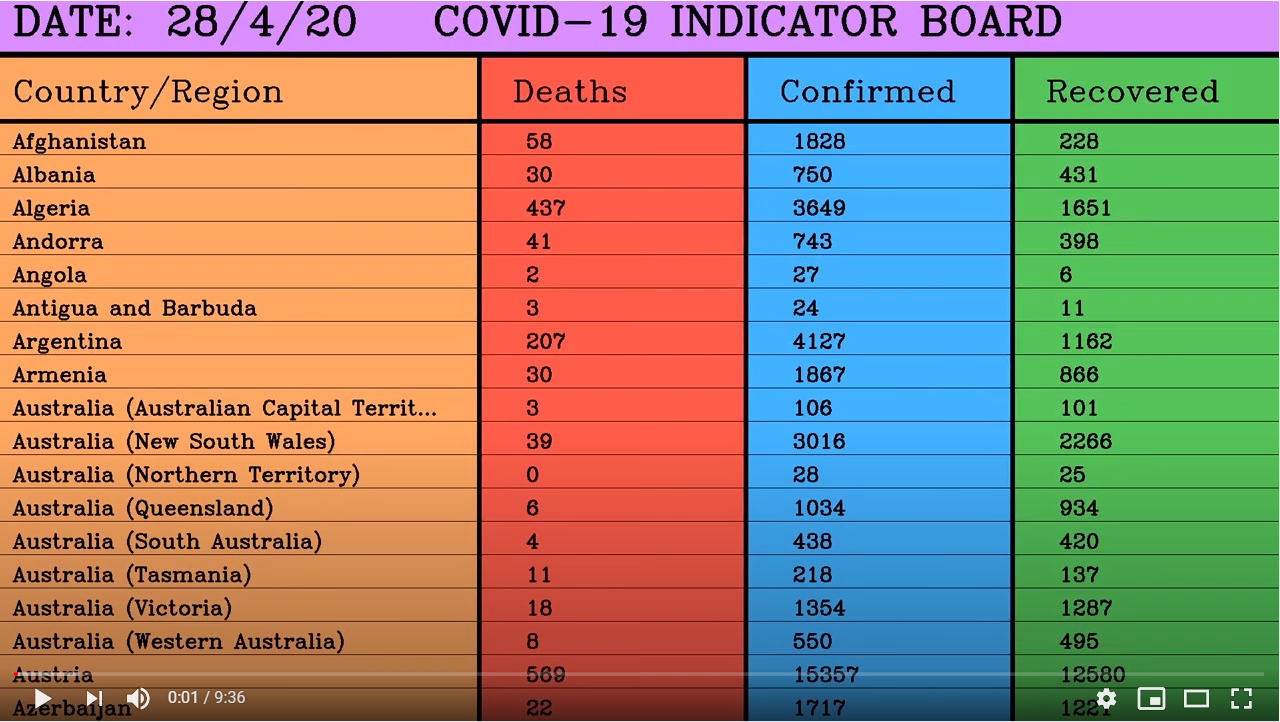 DATE: 28/4/20 COVID-19 INDICATOR BOARD
Country/Region Deaths Confirmed Recovered
Afghanistan 58 1828 228
Albania 30 750 431
Algeria 437 3649 1651
Andorra 41 743 398
Angola 2 27 6
Antigua and Barbuda 3 24 11
Argentina 207 4127 1162
Armenia 30 1867 866
Australia (Australian Capital Territ... 3 106 101
Australia (New South Wales) 39 3016 2266
Australia (Northern Territory) 0 28 25
Australia (Queensland) 6 1034 934
Australia (South Australia) 4 438 420
Australia (Tasmania) 11 218 137
Australia (Victoria) 18 1354 1287
Australia (Western Australia) 8 550 495
Austria 569 15357 12580
Azerbaijan 22 1717 1221
0:01 / 9:36